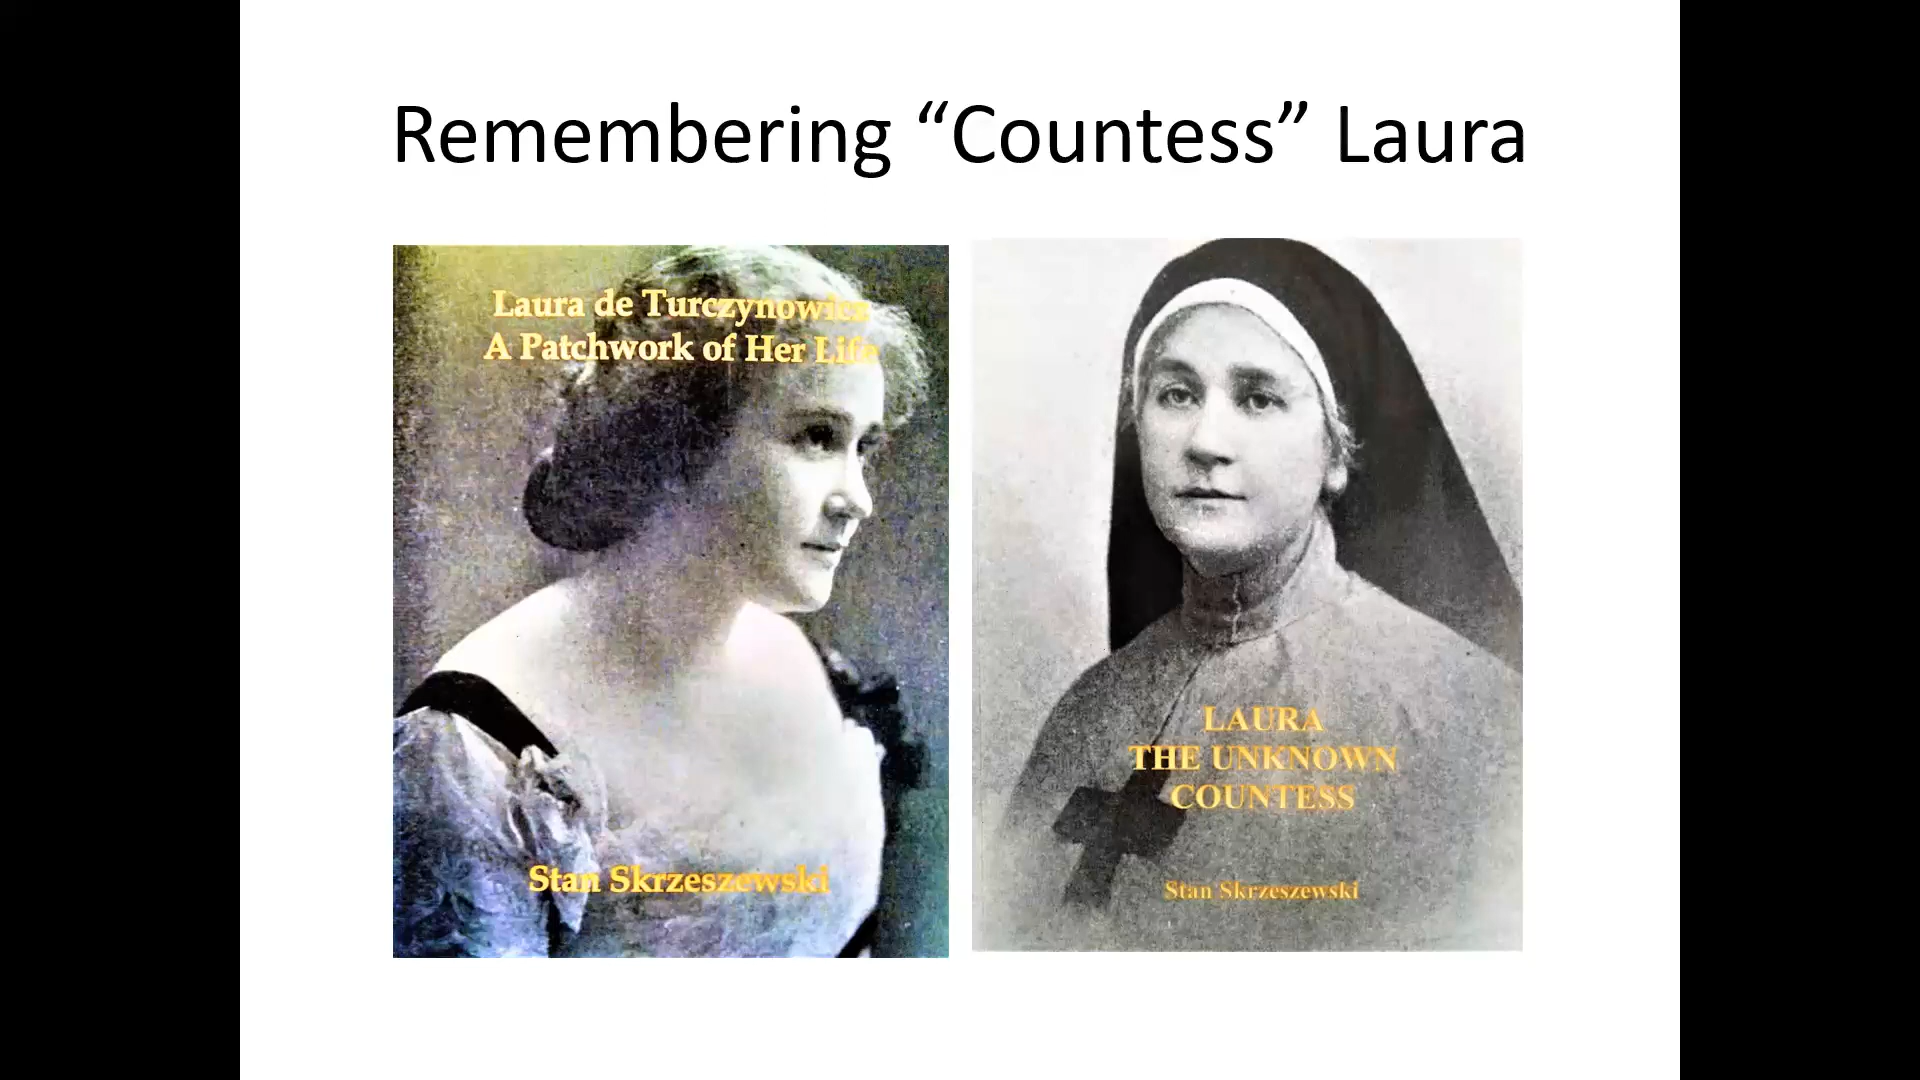 Remembering “Countess” Laura
Laura de Turczynowicz
A Patchwork of Her Life
Stan Skrzeszewski
LAURA
THE UNKNOWN
COUNTESS
Stan Skrzeszewski